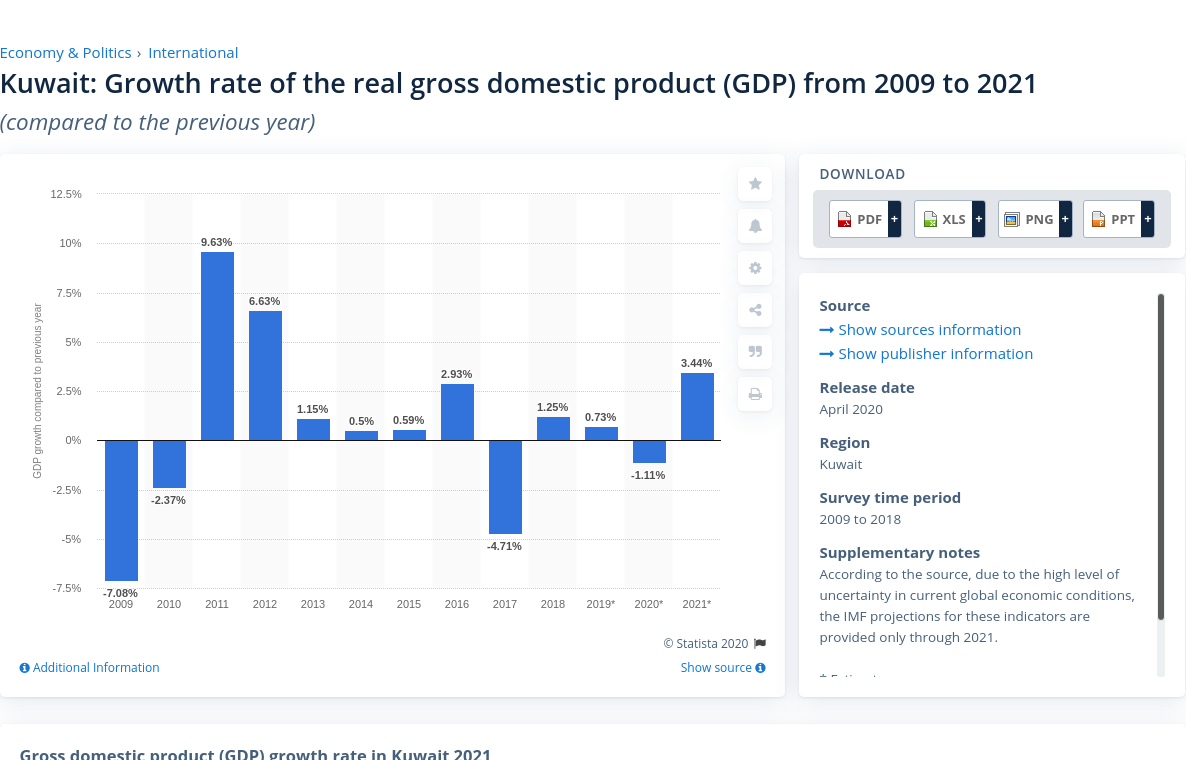 Economy & Politics › International
Kuwait: Growth rate of the real gross domestic product (GDP) from 2009 to 2021
(compared to the previous year)
GDP growth compared to previous year
12.5%
10%
7.5%
5%
2.5%
0%
-2.5%
-5%
-7.5%
-7.08%
-2.37%
9.63%
6.63%
1.15%
0.5%
0.59%
2.93%
-4.71%
1.25%
0.73%
-1.11%
3.44%
2009 2010 2011 2012 2013 2014 2015 2016 2017 2018 2019* 2020* 2021*
© Statista 2020
Additional Information
Show source
DOWNLOAD
PDF + XLS + PNG + PPT +
Source
Show sources information
Show publisher information
Release date
April 2020
Region
Kuwait
Survey time period
2009 to 2018
Supplementary notes
According to the source, due to the high level of
uncertainty in current global economic conditions,
the IMF projections for these indicators are
provided only through 2021.
Gross domestic product (GDP) growth rate in Kuwait 2021